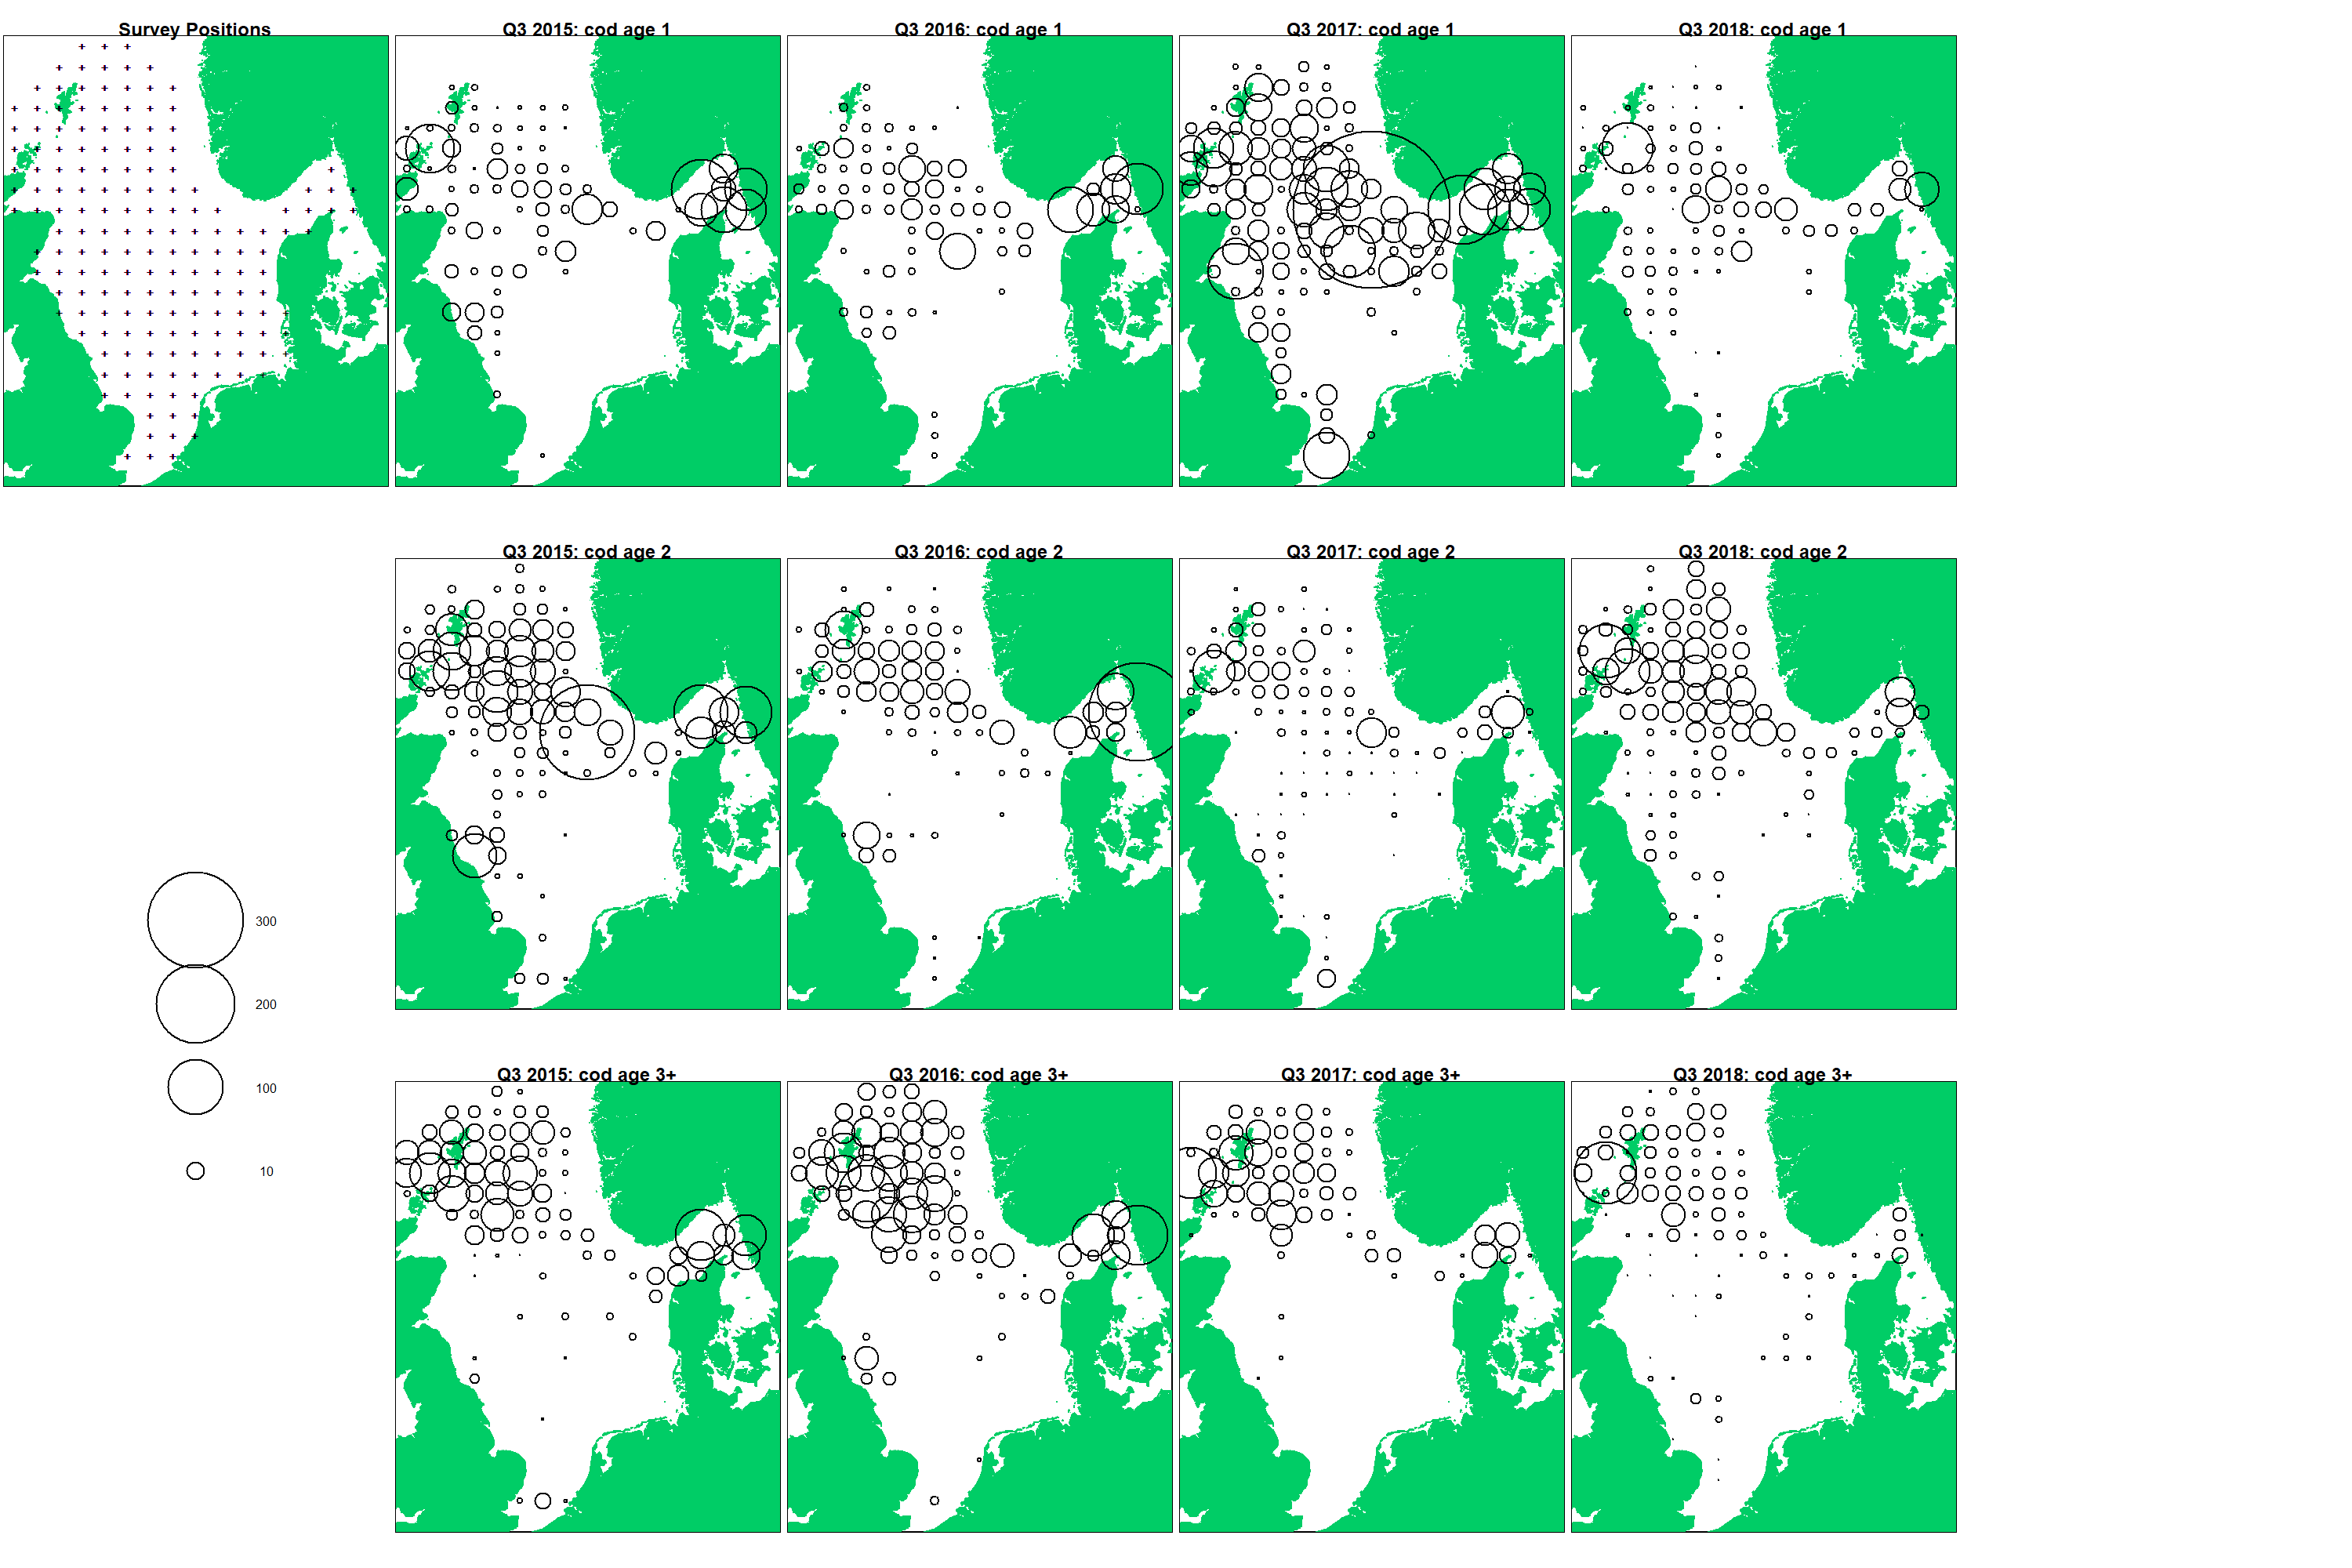 Survey Positions
Q3 2015: cod age 1
Q3 2016: cod age 1
Q3 2017: cod age 1
Q3 2018: cod age 1
Q3 2015: cod age 2
Q3 2016: cod age 2
Q3 2017: cod age 2
Q3 2018: cod age 2
300
200
100
10
Q3 2015: cod age 3+
Q3 2016: cod age 3+
Q3 2017: cod age 3+
Q3 2018: cod age 3+